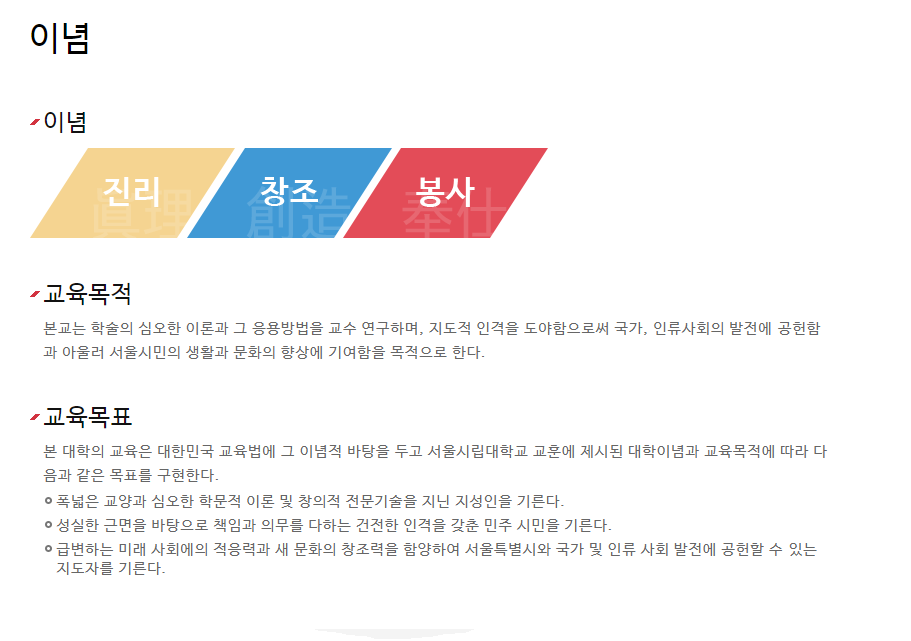 이념
이념
진리 창조 봉사
眞理 創造 奉仕
교육목적
본교는 학술의 심오한 이론과 그 응용방법을 교수 연구하며, 지도적 인격을 도야함으로써 국가, 인류사회의 발전에 공헌함
과 아울러 서울시민의 생활과 문화의 향상에 기여함을 목적으로 한다.
교육목표
본 대학의 교육은 대한민국 교육법에 그 이념적 바탕을 두고 서울시립대학교 교훈에 제시된 대학이념과 교육목적에 따라 다
음과 같은 목표를 구현한다.
폭넓은 교양과 심오한 학문적 이론 및 창의적 전문기술을 지닌 지성인을 기른다.
성실한 근면을 바탕으로 책임과 의무를 다하는 건전한 인격을 갖춘 민주 시민을 기른다.
급변하는 미래 사회에의 적응력과 새 문화의 창조력을 함양하여 서울특별시와 국가 및 인류 사회 발전에 공헌할 수 있는
지도자를 기른다.